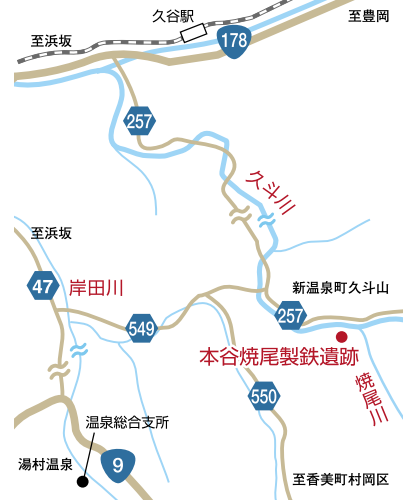 久谷駅
至豊岡
至浜坂
178
257
久斗川
至浜坂
47
岸田川
新温泉町久斗山
257
549
本谷焼尾製鉄遺跡
焼尾川
550
温泉総合支所
湯村温泉
9
至香美町村岡区